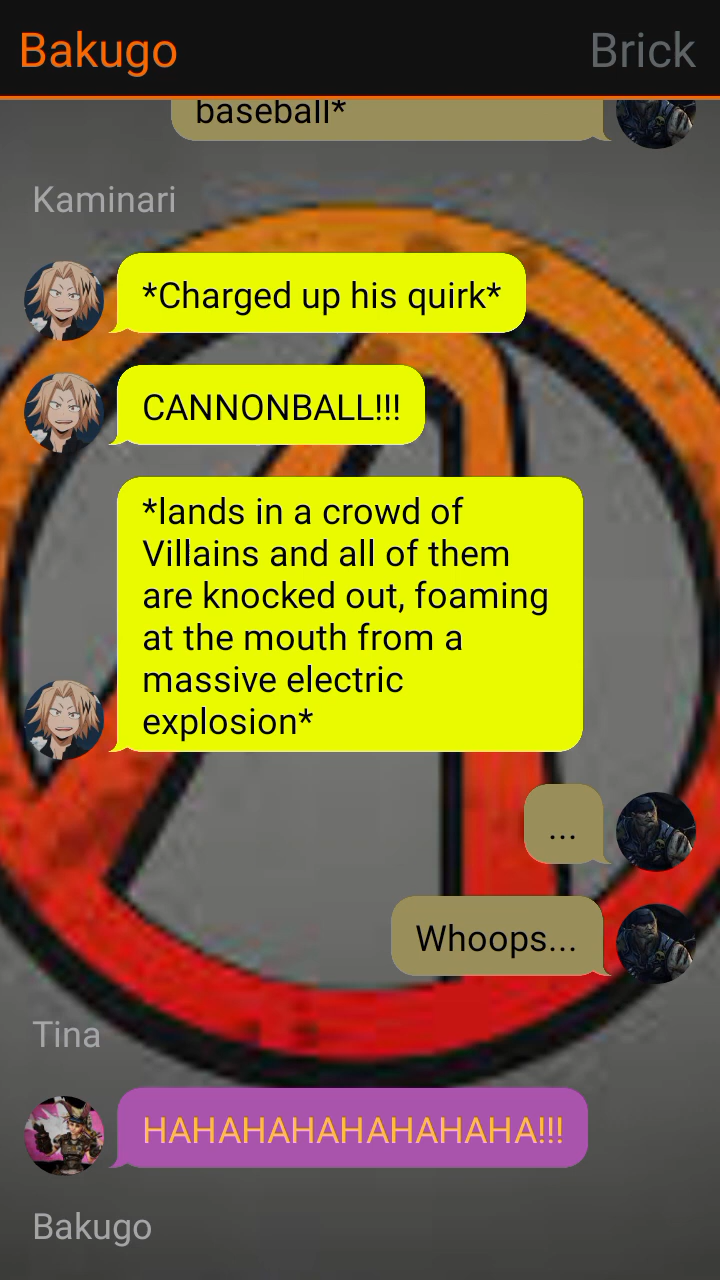 Bakugo
Brick
baseball*
Kaminari
*Charged up his quirk*
CANNONBALL!!!
*lands in a crowd of
Villains and all of them
are knocked out, foaming
at the mouth from a
massive electric
explosion*
...
Whoops...
Tina
HAHAHAHAHAHAHAHA!!!
Bakugo